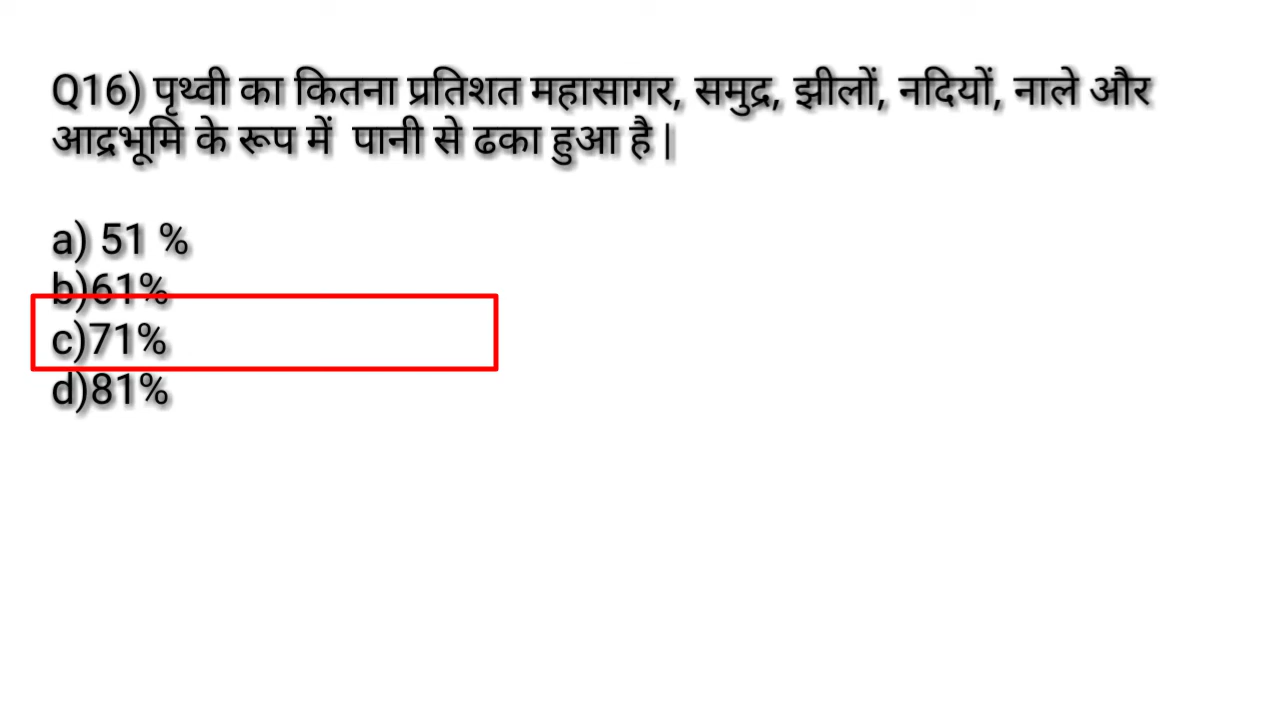 Q16) पृथ्वी का कितना प्रतिशत महासागर, समुद्र, झीलों, नदियों, नाले और
आद्रभूमि के रूप में पानी से ढका हुआ है |
a) 51 %
b)61%
c)71%
d)81%